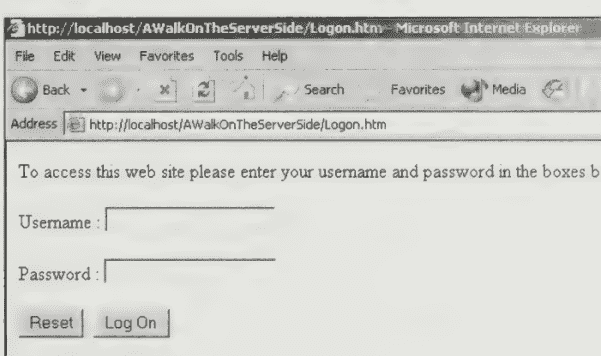 http://localhost/AWalkOnTheServerSide/Logon.htm - Microsoft Internet Explorer
File Edit View Favorites Tools Help
Back Search Favorites Media
Address http://localhost/AWalkOnTheServerSide/Logon.htm
To access this web site please enter your username and password in the boxes b
Username :
Password :
Reset Log On